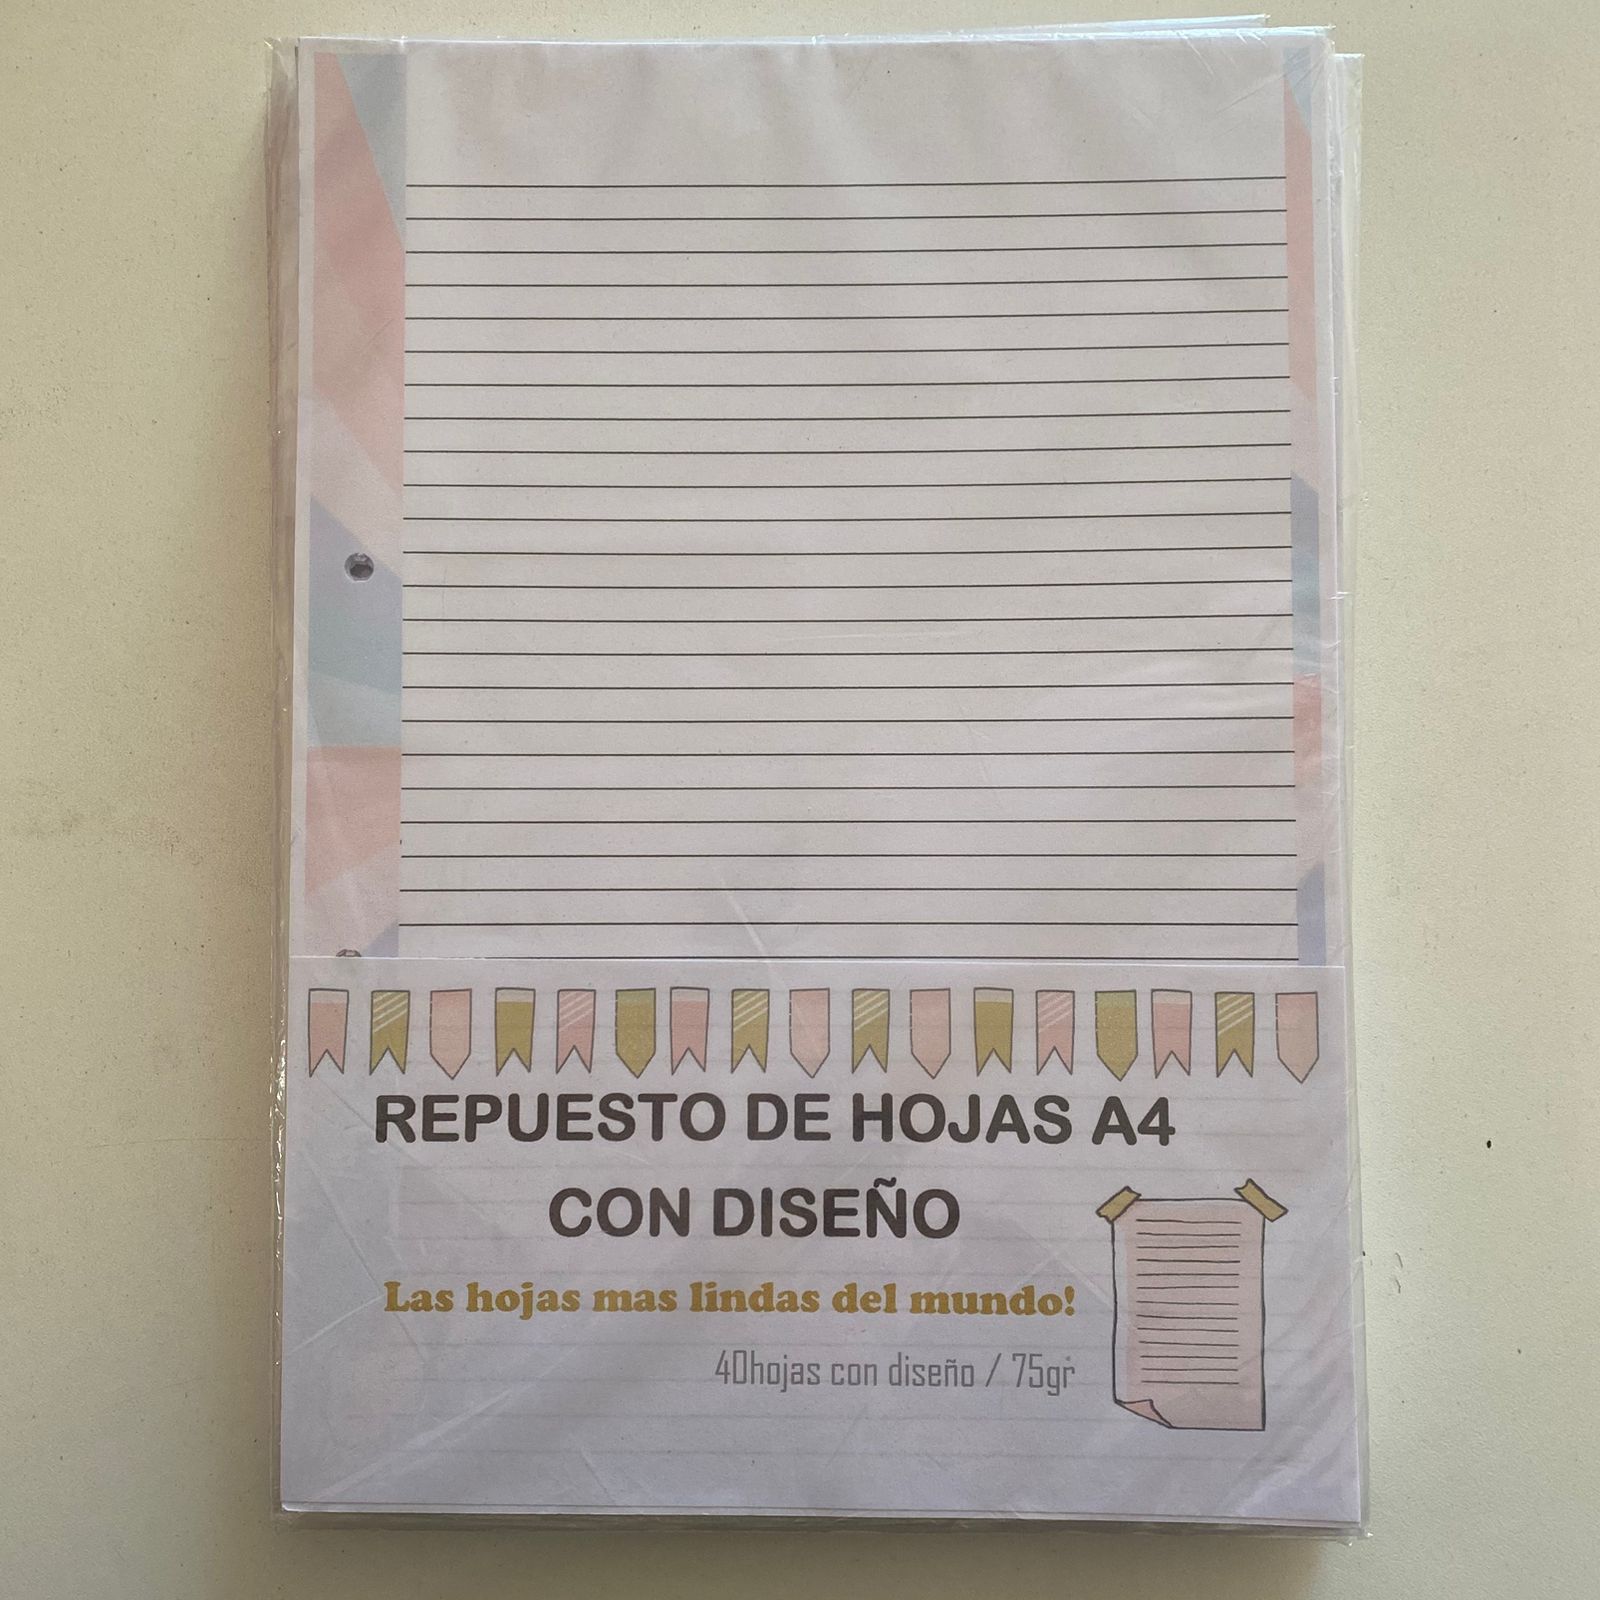 REPUESTO DE HOJAS A4
CON DISEÑO
Las hojas mas lindas del mundo!
40hojas con diseño / 75gr